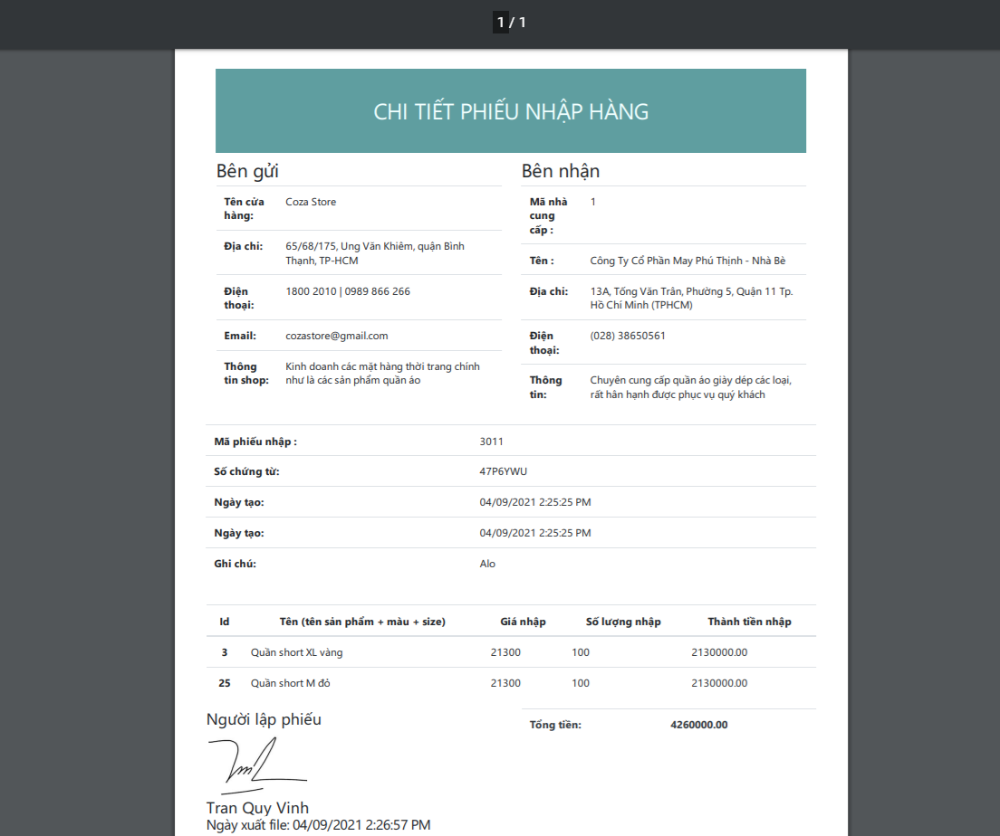 1 / 1
CHI TIẾT PHIẾU NHẬP HÀNG
Bên gửi
Tên cửa
hàng:
Coza Store
Địa chỉ:
65/68/175, Ung Văn Khiêm, quận Bình
Thạnh, TP-HCM
Điện
thoại:
1800 2010 | 0989 866 266
Email:
cozastore@gmail.com
Thông
tin shop:
Kinh doanh các mặt hàng thời trang chính
như là các sản phẩm quần áo
Bên nhận
Mã nhà
cung
cấp :
1
Tên :
Công Ty Cổ Phần May Phú Thịnh - Nhà Bè
Địa chỉ:
13A, Tống Văn Trân, Phường 5, Quận 11 Tp.
Hồ Chí Minh (TPHCM)
Điện
thoại:
(028) 38650561
Thông
tin:
Chuyên cung cấp quần áo giày dép các loại,
rất hân hạnh được phục vụ quý khách
Mã phiếu nhập : 3011
Số chứng từ: 47P6YWU
Ngày tạo: 04/09/2021 2:25:25 PM
Ngày tạo: 04/09/2021 2:25:25 PM
Ghi chú: Alo
Id Tên (tên sản phẩm + màu + size) Giá nhập Số lượng nhập Thành tiền nhập
3 Quần short XL vàng 21300 100 2130000.00
25 Quần short M đỏ 21300 100 2130000.00
Tổng tiền: 4260000.00
Người lập phiếu
Tran Quy Vinh
Ngày xuất file: 04/09/2021 2:26:57 PM